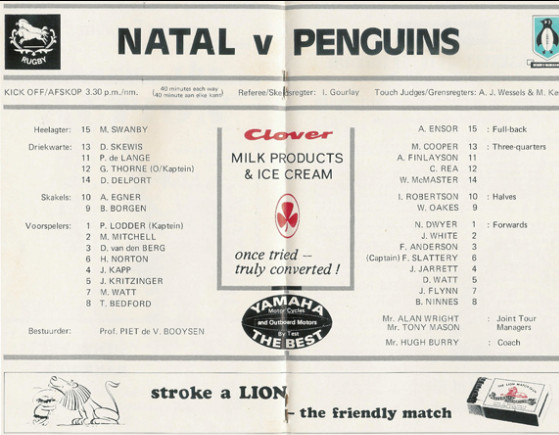 NATAL v PENGUINS
RUGBY
KICK OFF/AFSKOP 3.30 p.m./nm.
40 minutes each way
40 minute aan elke kant
Referee/Skeidsregter: I. Gourlay
Touch Judges/Grensregters: A. J. Wessels & M. Ke
Heelagter: 15 M. SWANBY
Driekwarte: 13 D. SKEWIS
11 P. de LANGE
12 G. THORNE (O/Kaptein)
14 D. DELPORT
Skakels: 10 A. EGNER
9 B. BORGEN
Voorspelers: 1 P. LODDER (Kaptein)
2 M. MITCHELL
3 D. van den BERG
6 H. NORTON
4 J. KAPP
5 J. KRITZINGER
7 M. WATT
8 T. BEDFORD
Bestuurder: Prof. PIET de V. BOOYSEN
Clover
MILK PRODUCTS
& ICE CREAM
once tried –
truly converted !
YAMAHA
Motor Cycles
and Outboard Motors
By Test
THE BEST
A. ENSOR 15 : Full-back
M. COOPER 13 : Three-quarters
A. FINLAYSON 11
C. REA 12
W. McMASTER 14
I. ROBERTSON 10 : Halves
W. OAKES 9
N. DWYER 1 : Forwards
J. WHITE 2
F. ANDERSON 3
(Captain) F. SLATTERY 6
J. JARRETT 4
D. WATT 5
J. FLYNN 7
B. NINNES 8
Mr. ALAN WRIGHT : Joint Tour
Mr. TONY MASON Managers
Mr. HUGH BURRY : Coach
stroke a LION
– the friendly match